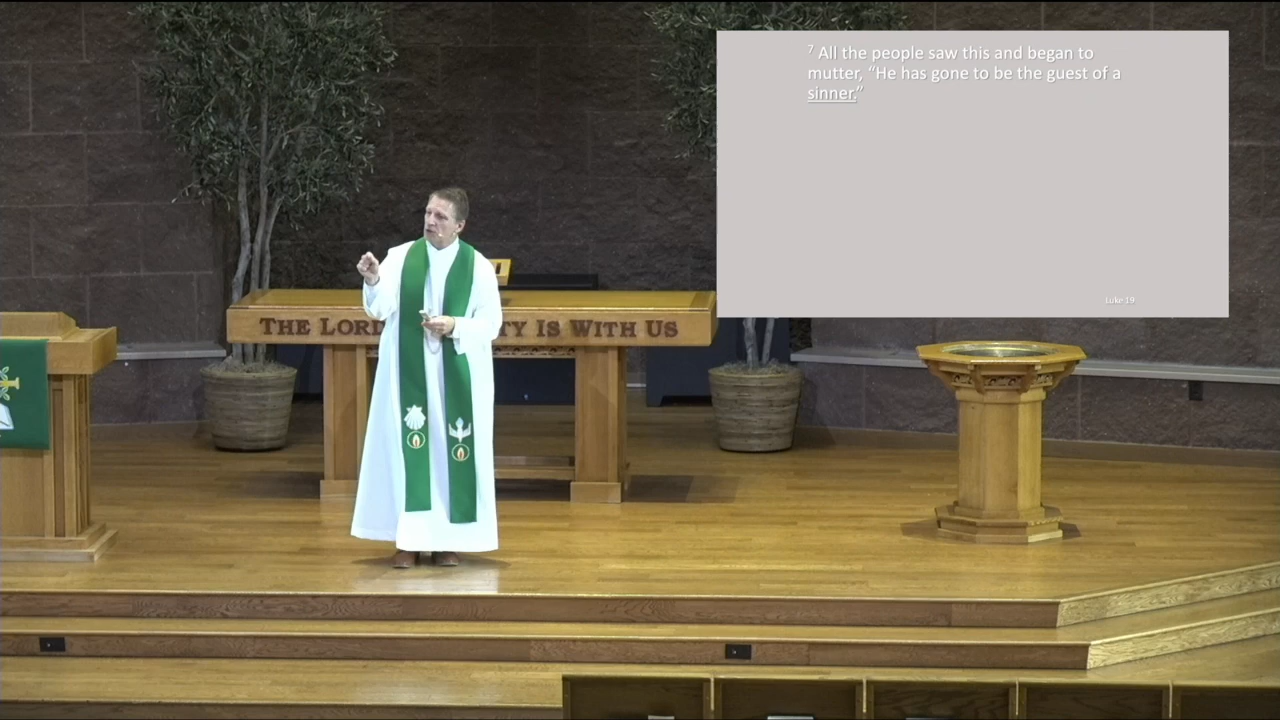 ⁷ All the people saw this and began to
mutter, “He has gone to be the guest of a
sinner.”
Luke 19
THE LORD TY IS WITH US